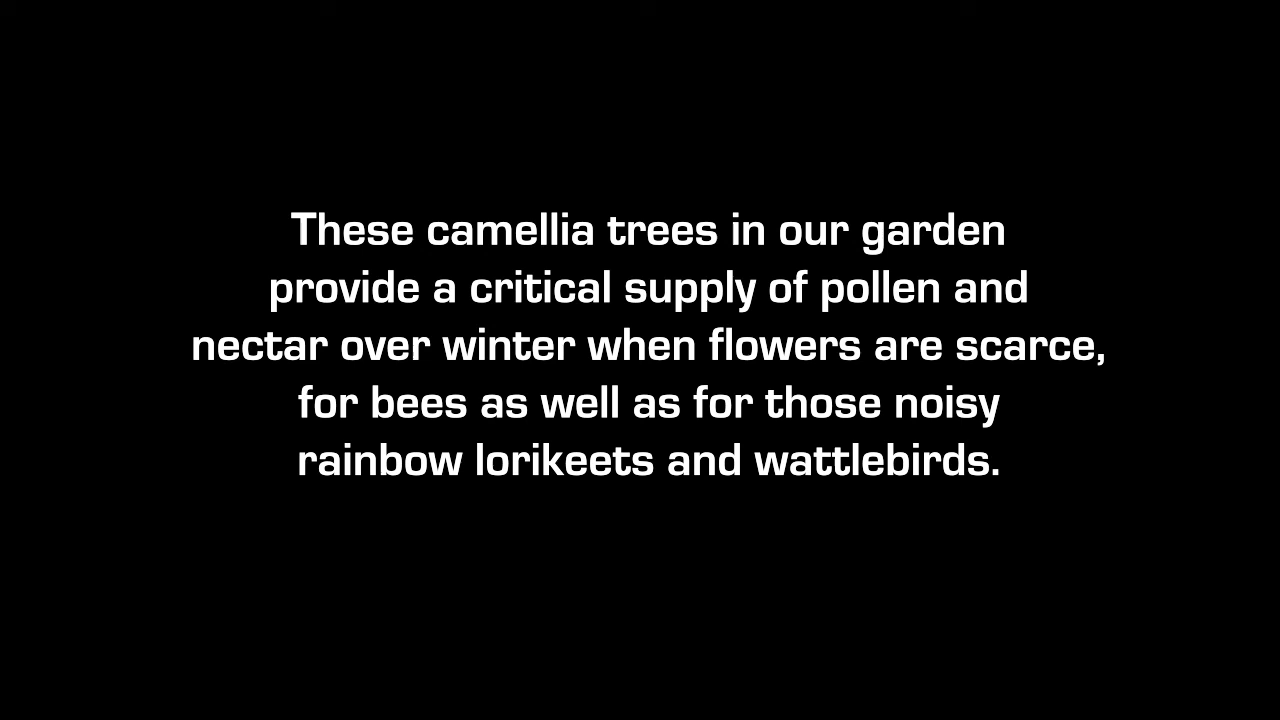 These camellia trees in our garden
provide a critical supply of pollen and
nectar over winter when flowers are scarce,
for bees as well as for those noisy
rainbow lorikeets and wattlebirds.